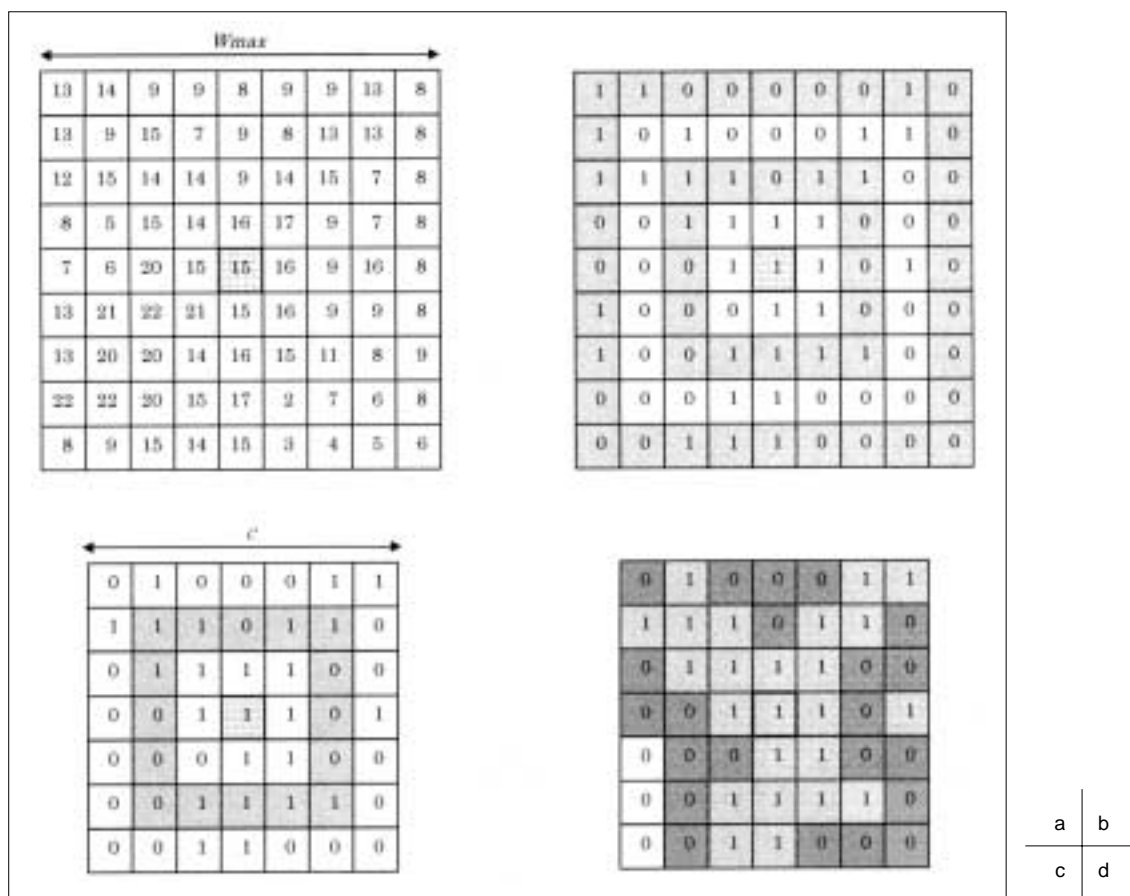 Wmax
13 14 9 9 8 9 9 13 8
13 9 15 7 9 8 13 13 8
12 15 14 14 9 14 15 7 8
8 5 15 14 16 17 9 7 8
7 6 20 15 15 16 9 16 8
13 21 22 21 15 16 9 9 8
13 20 20 14 16 15 11 8 9
22 22 20 15 17 2 7 6 8
8 9 15 14 15 3 4 5 6
1 1 0 0 0 0 0 1 0
1 0 1 0 0 0 1 1 0
1 1 1 1 0 1 1 0 0
0 0 1 1 1 1 0 0 0
0 0 0 1 1 1 0 1 0
1 0 0 0 1 1 0 0 0
1 0 0 1 1 1 1 0 0
0 0 0 1 1 0 0 0 0
0 0 1 1 1 0 0 0 0
c
0 1 0 0 0 1 1
1 1 1 0 1 1 0
0 1 1 1 1 0 0
0 0 1 1 1 0 1
0 0 0 1 1 0 0
0 0 1 1 1 1 0
0 0 1 1 0 0 0
0 1 0 0 0 1 1
1 1 1 0 1 1 0
0 1 1 1 1 0 0
0 0 1 1 1 0 1
0 0 0 1 1 0 0
0 0 1 1 1 1 0
0 0 1 1 0 0 0
a b
c d